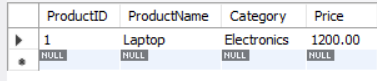 ProductID ProductName Category Price
1 Laptop Electronics 1200.00
NULL NULL NULL NULL